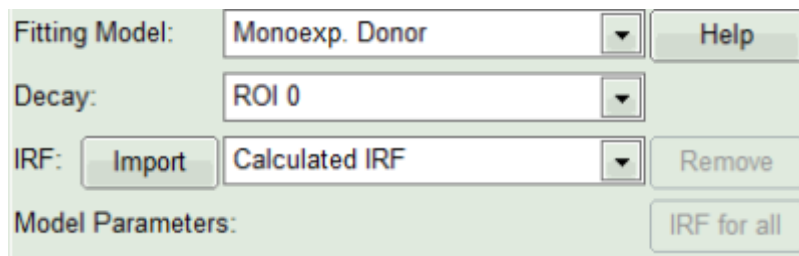 Fitting Model: Monoexp. Donor Help
Decay: ROI 0
IRF: Import Calculated IRF Remove
Model Parameters: IRF for all